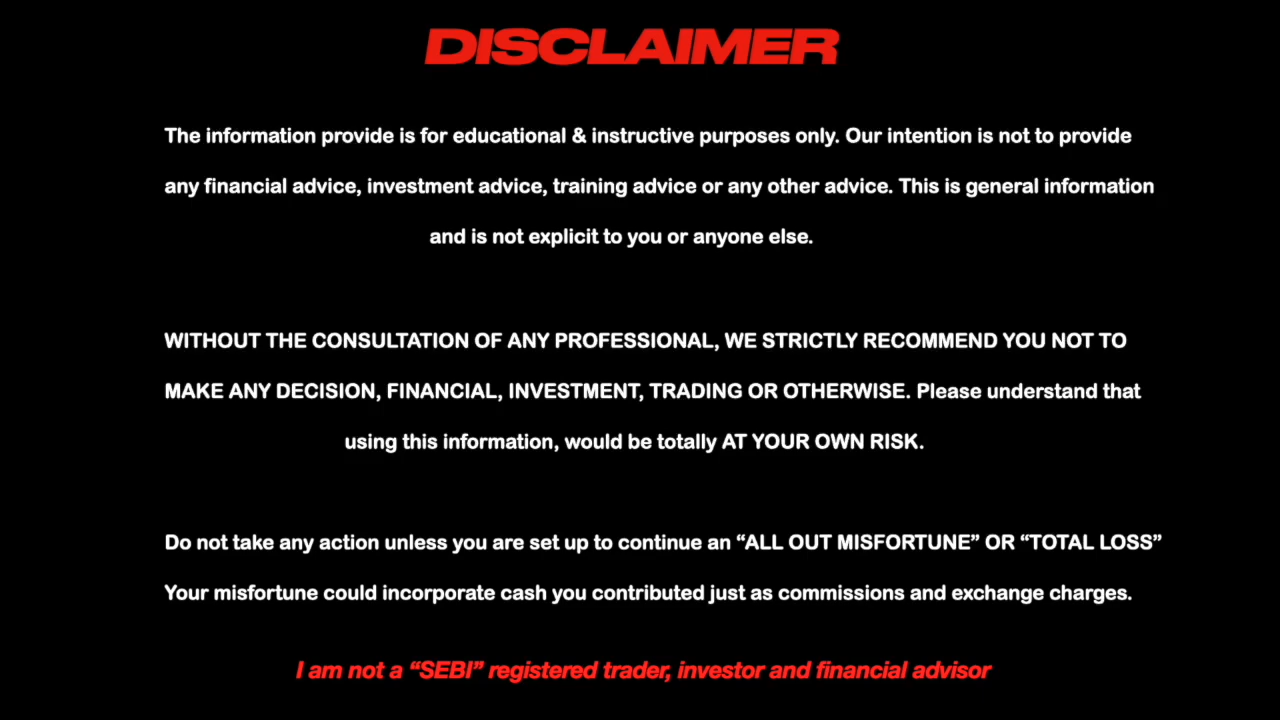 DISCLAIMER
The information provide is for educational & instructive purposes only. Our intention is not to provide
any financial advice, investment advice, training advice or any other advice. This is general information
and is not explicit to you or anyone else.
WITHOUT THE CONSULTATION OF ANY PROFESSIONAL, WE STRICTLY RECOMMEND YOU NOT TO
MAKE ANY DECISION, FINANCIAL, INVESTMENT, TRADING OR OTHERWISE. Please understand that
using this information, would be totally AT YOUR OWN RISK.
Do not take any action unless you are set up to continue an “ALL OUT MISFORTUNE” OR “TOTAL LOSS”
Your misfortune could incorporate cash you contributed just as commissions and exchange charges.
I am not a “SEBI” registered trader, investor and financial advisor